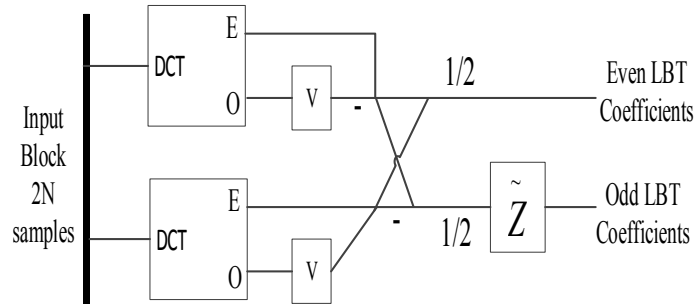 E
DCT
O
V
-
1/2
Even LBT
Coefficients
Input
Block
2N
samples
E
DCT
O
V
-
1/2
~
Z
Odd LBT
Coefficients